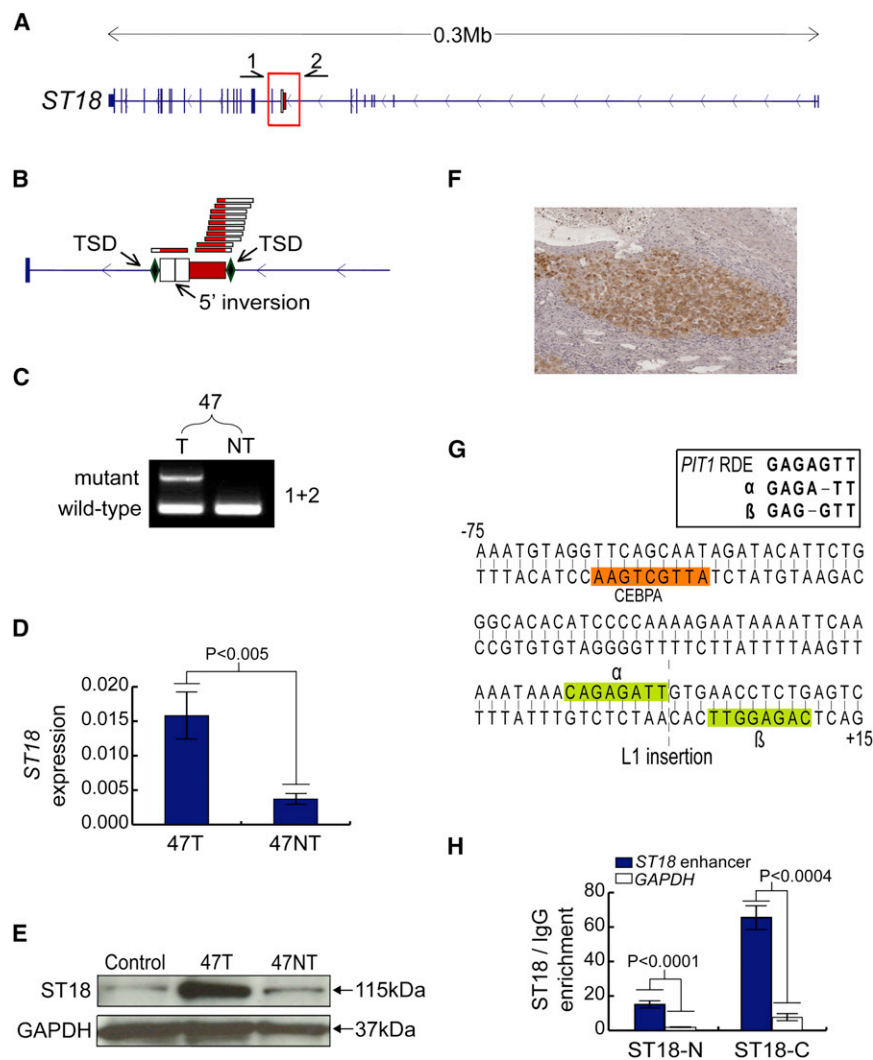 A
0.3Mb
1 2
ST18
B
TSD TSD
5' inversion
C
47
T NT
mutant
wild-type
1+2
D
P<0.005
0.020
0.015
0.010
0.005
0.000
ST18
expression
47T 47NT
E
Control 47T 47NT
ST18 115kDa
GAPDH 37kDa
F
G
PIT1 RDE GAGAGTT
α GAGA-TT
ß GAG-GTT
-75
AAATGTAGGTTCAGCAATAGATACATTCTG
TTTACATCCAAGTCGTTATCTATGTAAGAC
CEBPA
GGCACACATCCCCAAAAGAATAAAATTCAA
CCGTGTGTAGGGGTTTTCTTATTTTAAGTT
α
AAATAAACAGAGATTGTGAACCTCTGAGTC
TTTATTTGTCTCTAACACTTGGAGACTCAG
ß
+15
L1 insertion
H
ST18 enhancer
GAPDH
P<0.0004
P<0.0001
80
60
40
20
0
ST18 / IgG
enrichment
ST18-N ST18-C